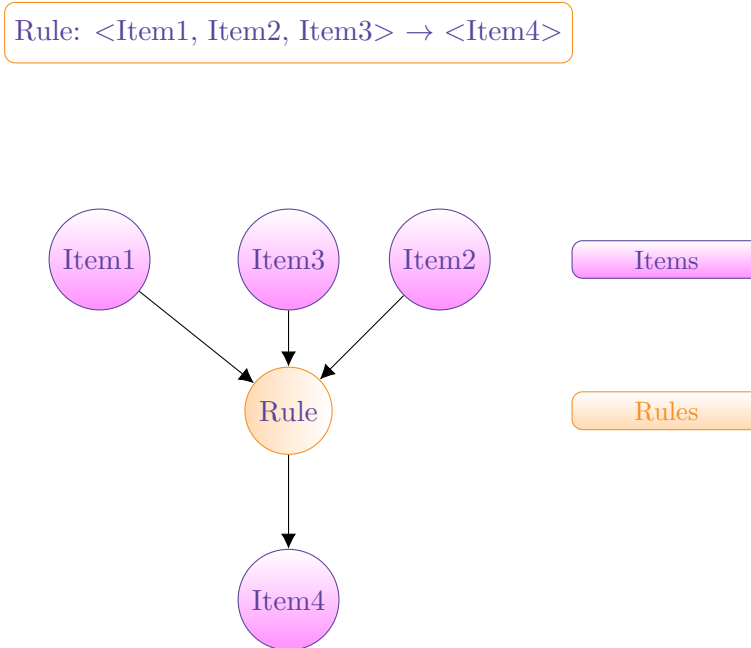 Rule: <Item1, Item2, Item3> → <Item4>
Item1 Item3 Item2 Items
Rule Rules
Item4